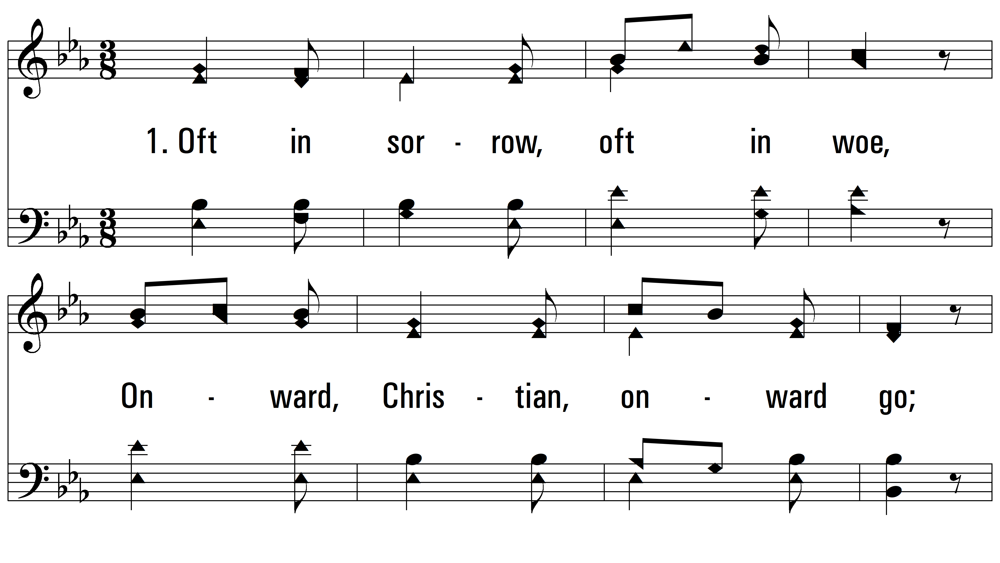 1. Oft in sor - row, oft in woe,
On - ward, Chris - tian, on - ward go;